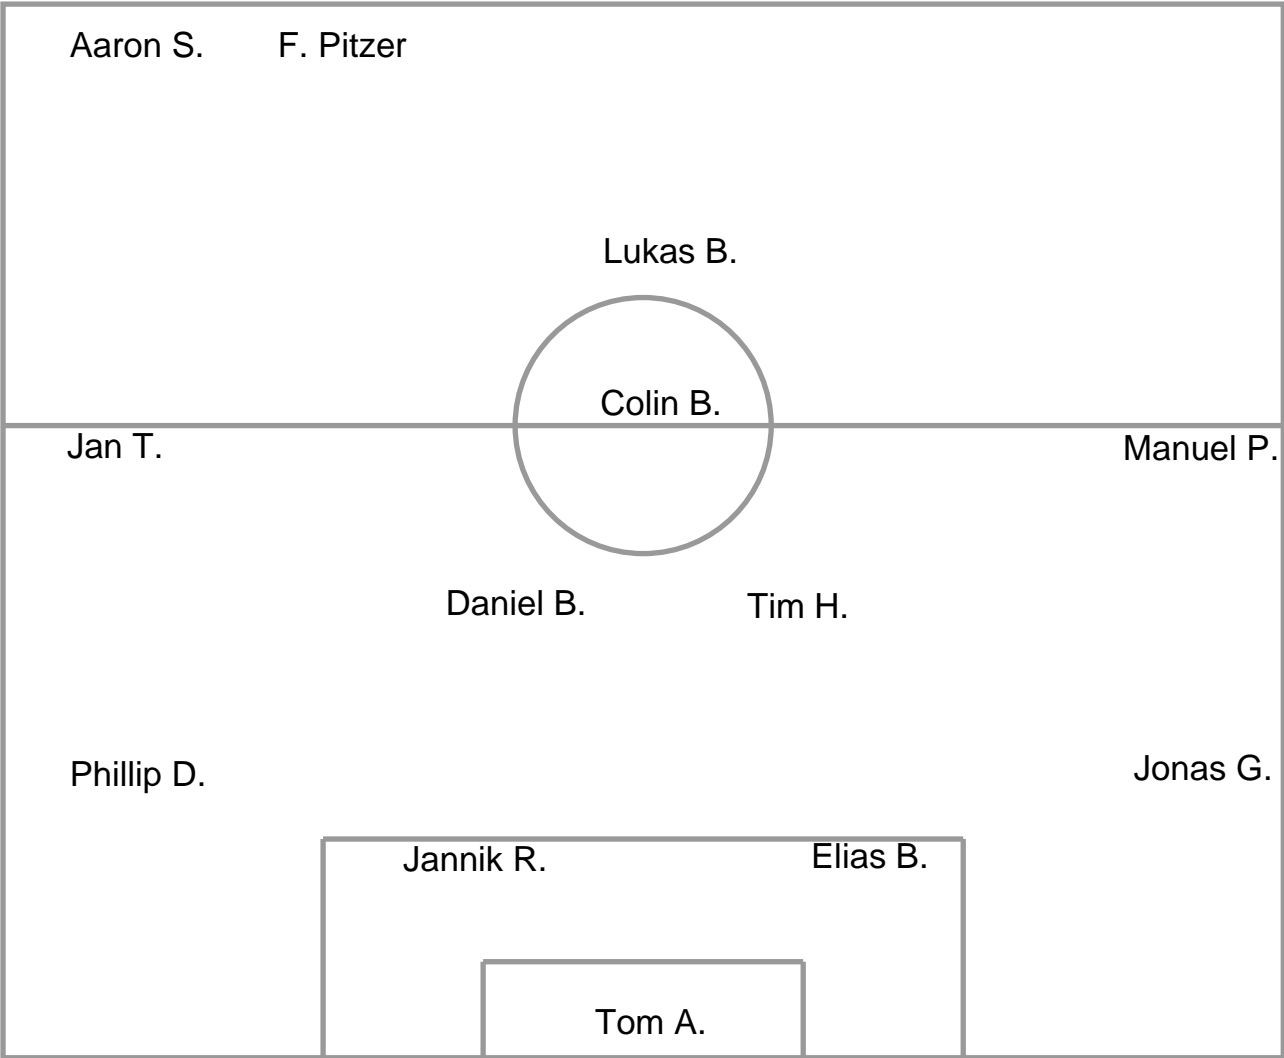 Aaron S. F. Pitzer
Lukas B.
Colin B.
Jan T. Manuel P.
Daniel B. Tim H.
Phillip D. Jonas G.
Jannik R. Elias B.
Tom A.